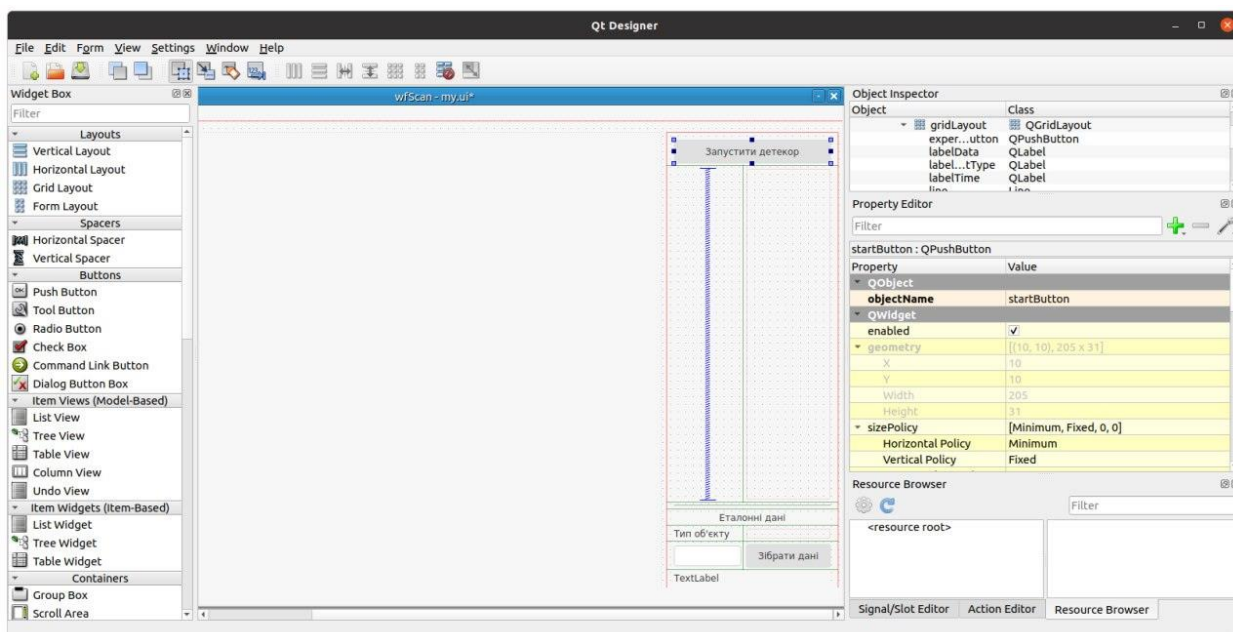 Qt Designer
File Edit Form View Settings Window Help
Widget Box
Filter
Layouts
Vertical Layout
Horizontal Layout
Grid Layout
Form Layout
Spacers
Horizontal Spacer
Vertical Spacer
Buttons
Push Button
Tool Button
Radio Button
Check Box
Command Link Button
Dialog Button Box
Item Views (Model-Based)
List View
Tree View
Table View
Column View
Undo View
Item Widgets (Item-Based)
List Widget
Tree Widget
Table Widget
Containers
Group Box
Scroll Area
wfScan - my.ui*
Запустити детекор
Еталонні дані
Тип об'єкту
Зібрати дані
TextLabel
Object Inspector
Object Class
gridLayout QGridLayout
exper...utton QPushButton
labelData QLabel
label...tType QLabel
labelTime QLabel
line Line
Property Editor
Filter
startButton : QPushButton
Property Value
QObject
objectName startButton
QWidget
enabled
geometry [(10, 10), 205 x 31]
X 10
Y 10
Width 205
Height 31
sizePolicy [Minimum, Fixed, 0, 0]
Horizontal Policy Minimum
Vertical Policy Fixed
Resource Browser
Filter
<resource root>
Signal/Slot Editor Action Editor Resource Browser